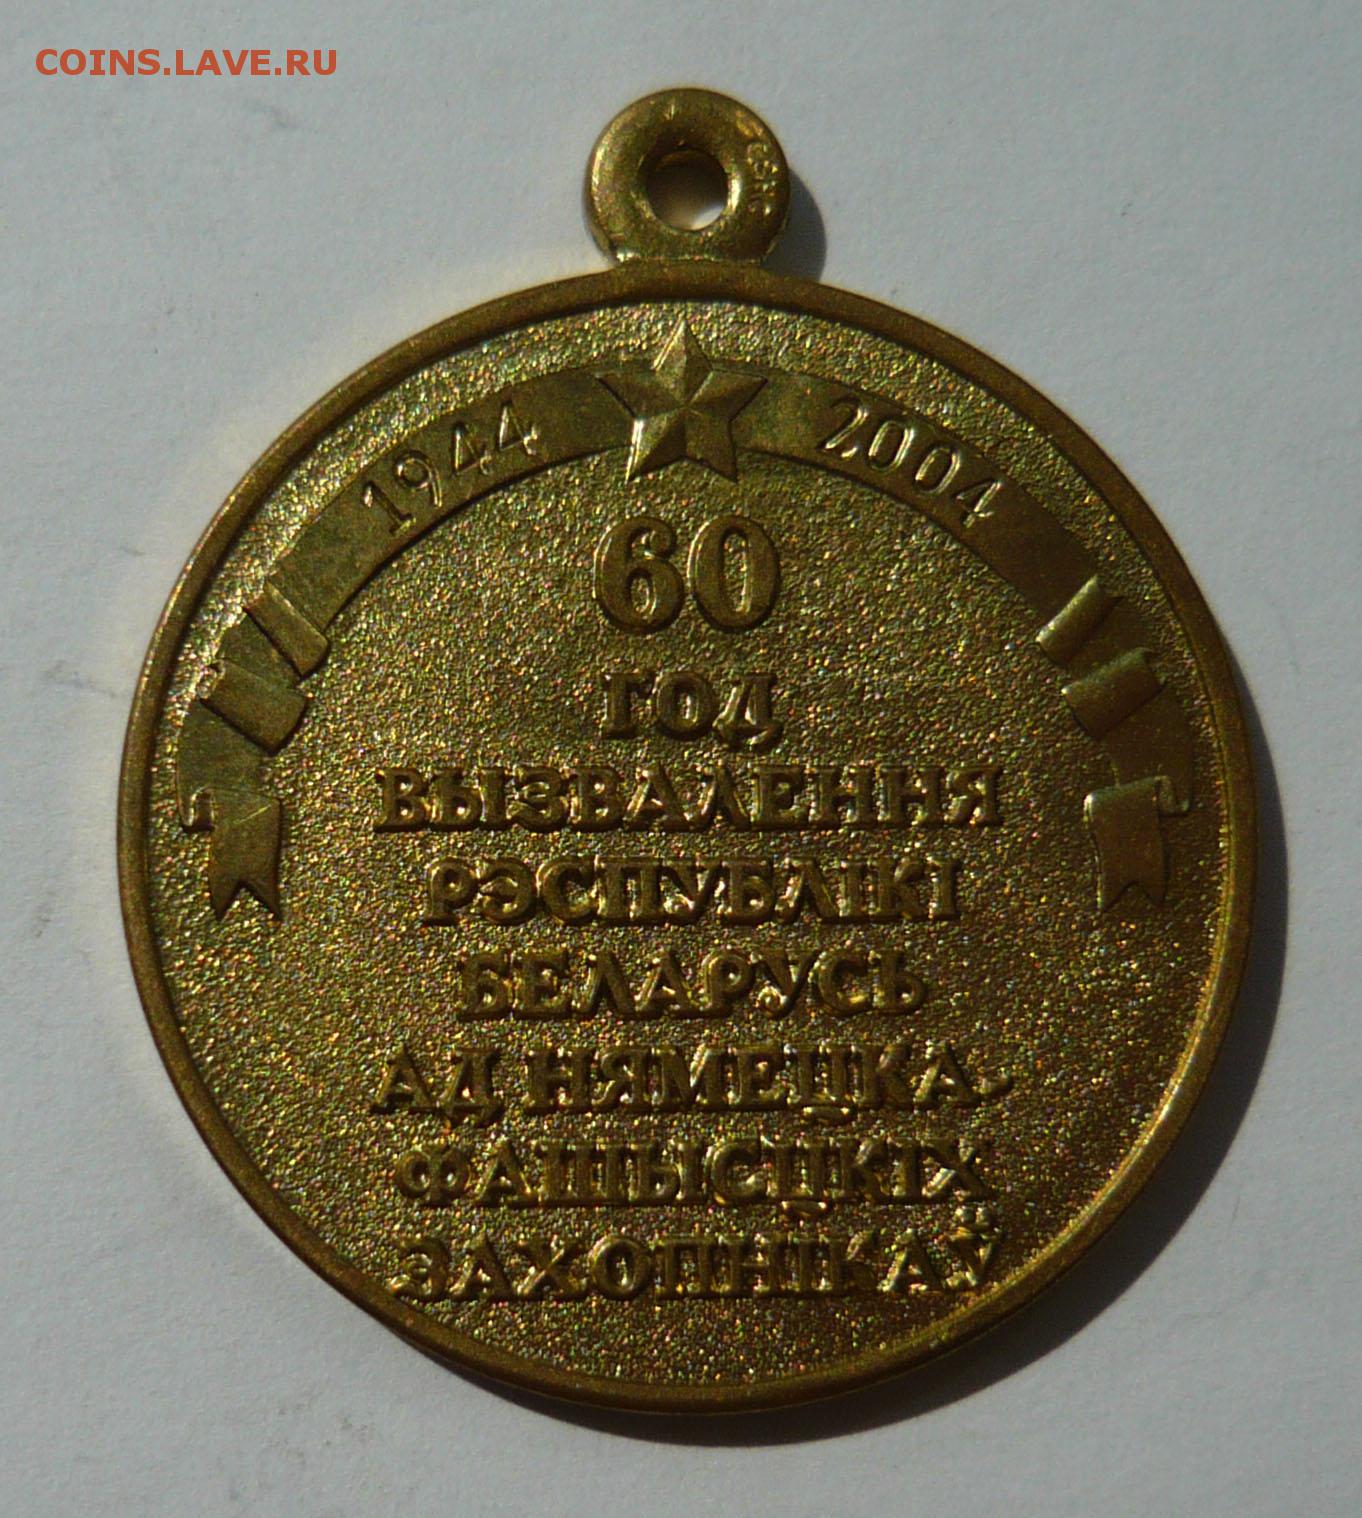 COINS.LAVE.RU
1944 2004
60
ГОД
ВЫЗВАЛЕННЯ
РЭСПУБЛІКІ
БЕЛАРУСЬ
АД НЯМЕЦКА-
ФАШЫСЦКІХ
ЗАХОПНІКАЎ